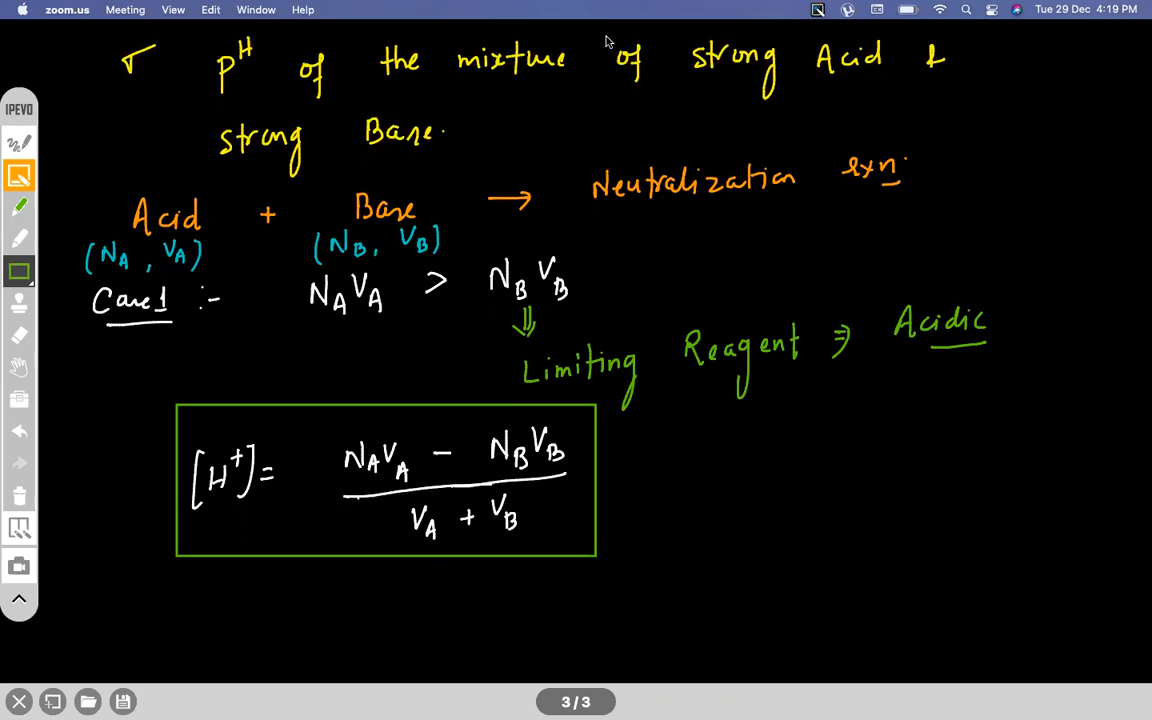 zoom.us Meeting View Edit Window Help Tue 29 Dec 4:19 PM
IPEVO
pH of the mixture of strong Acid &
strong Base.
Acid + Base → Neutralization rxn.
(NA, VA) (NB, VB)
Case 1 :- NAVA > NBVB
⇓
Limiting Reagent ⇒ Acidic
[H+] = NAVA - NBVB
VA + VB
3/3